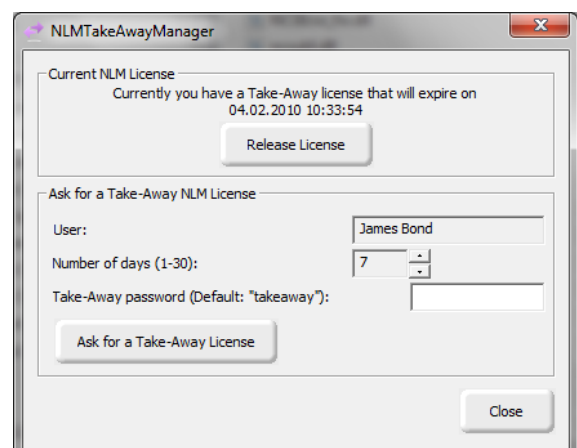 NLMTakeAwayManager
Current NLM License
Currently you have a Take-Away license that will expire on
04.02.2010 10:33:54
Release License
Ask for a Take-Away NLM License
User: James Bond
Number of days (1-30): 7
Take-Away password (Default: "takeaway"):
Ask for a Take-Away License
Close